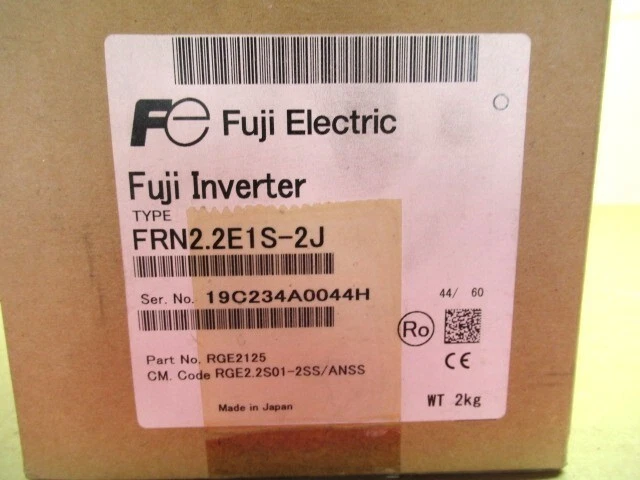 Fe Fuji Electric
Fuji Inverter
TYPE
FRN2.2E1S-2J
Ser. No. 19C234A0044H
44/ 60
Ro
Part No. RGE2125
CM. Code RGE2.2S01-2SS/ANSS
CE
Made in Japan
WT 2kg